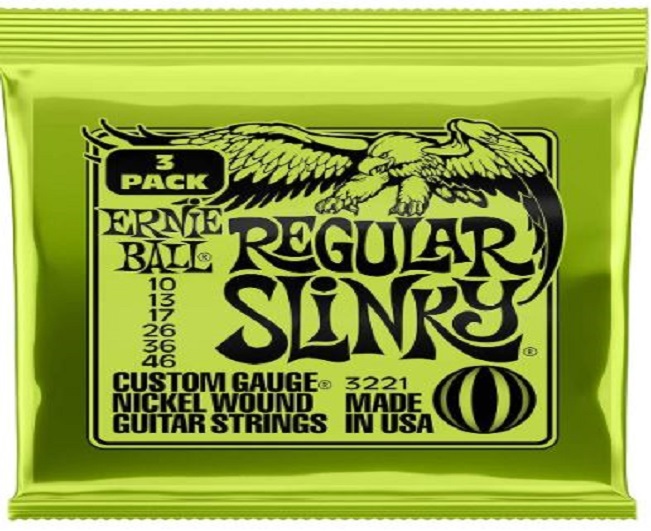 3
PACK
ERNIE
BALL®
REGULAR
SLiNKY®
10
13
17
26
36
46
CUSTOM GAUGE®
NICKEL WOUND
GUITAR STRINGS
3221
MADE
IN USA